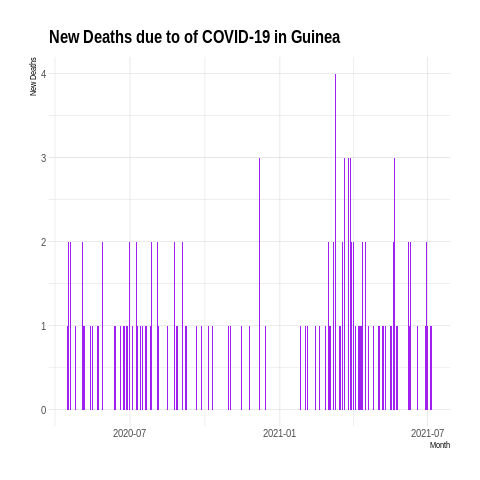 New Deaths due to of COVID-19 in Guinea
New Deaths
4
3
2
1
0
2020-07
2021-01
2021-07
Month